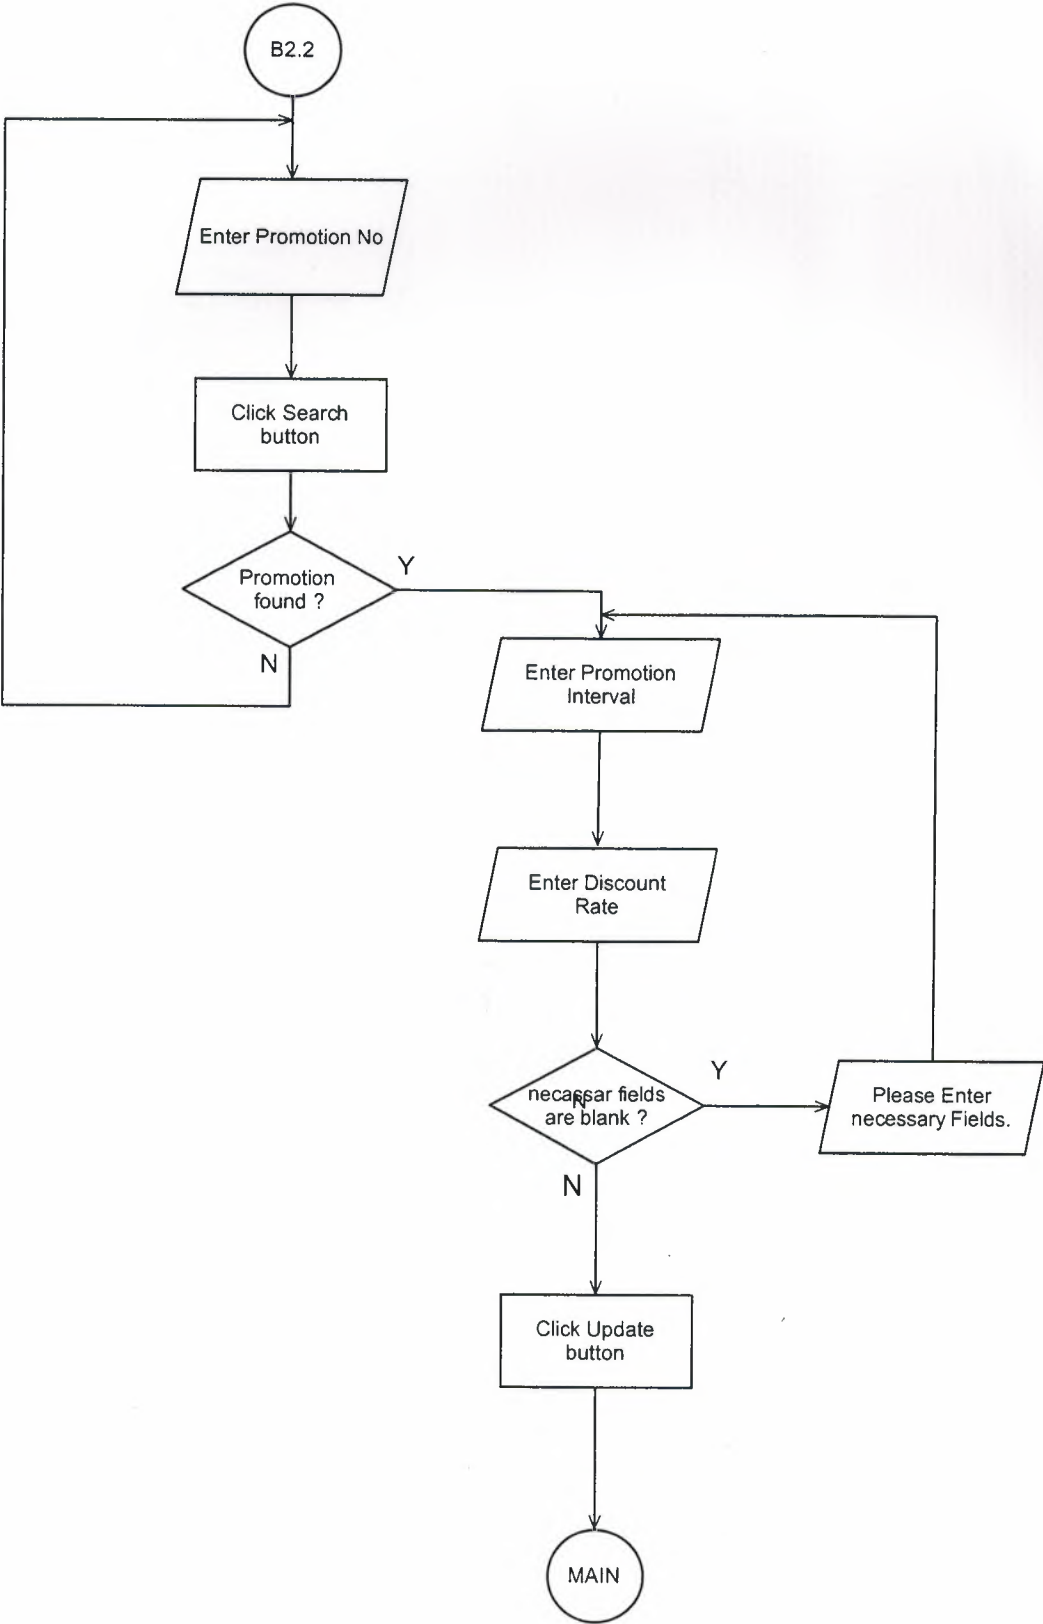 B2.2
Enter Promotion No
Click Search
button
Promotion
found ?
Y
N
Enter Promotion
Interval
Enter Discount
Rate
necassar fields
N
are blank ?
Y
Please Enter
necessary Fields.
N
Click Update
button
MAIN